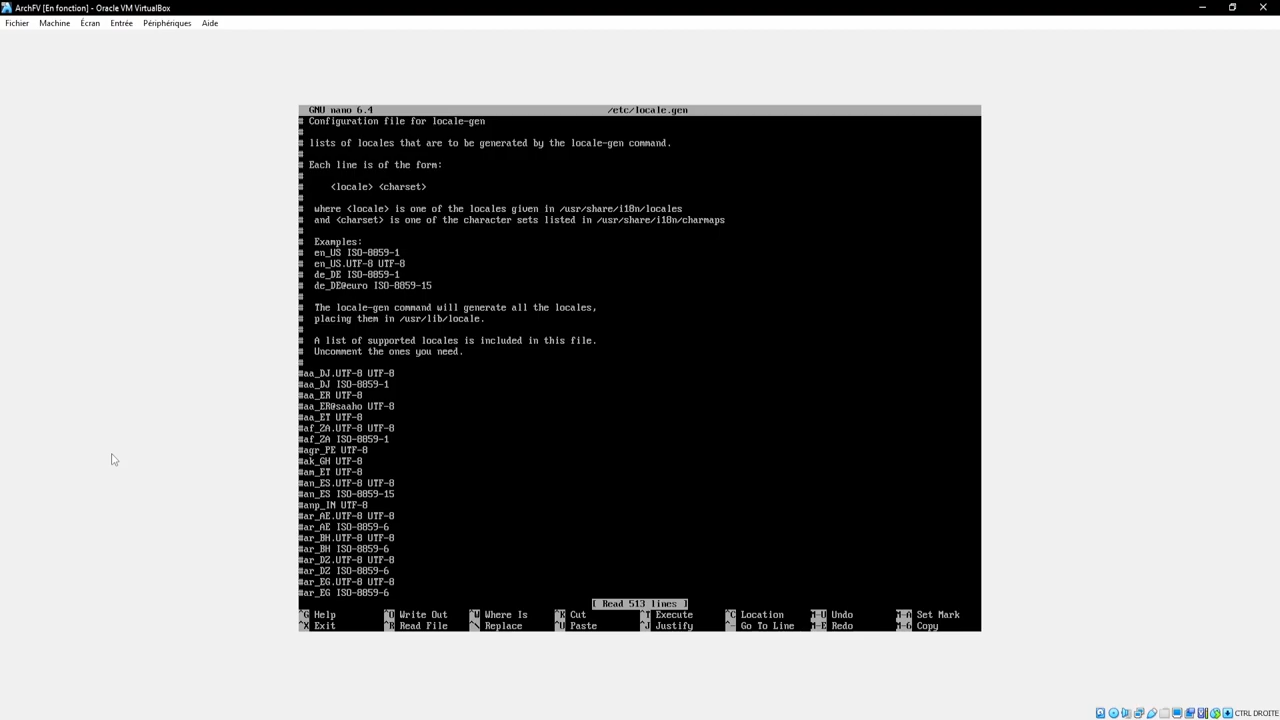 ArchFV [En fonction] - Oracle VM VirtualBox
Fichier Machine Écran Entrée Périphériques Aide
GNU nano 6.4 /etc/locale.gen
# Configuration file for locale-gen
#
# lists of locales that are to be generated by the locale-gen command.
#
# Each line is of the form:
#
# <locale> <charset>
#
# where <locale> is one of the locales given in /usr/share/i18n/locales
# and <charset> is one of the character sets listed in /usr/share/i18n/charmaps
#
# Examples:
# en_US ISO-8859-1
# en_US.UTF-8 UTF-8
# de_DE ISO-8859-1
# de_DE@euro ISO-8859-15
#
# The locale-gen command will generate all the locales,
# placing them in /usr/lib/locale.
#
# A list of supported locales is included in this file.
# Uncomment the ones you need.
#
#aa_DJ.UTF-8 UTF-8
#aa_DJ ISO-8859-1
#aa_ER UTF-8
#aa_ER@saaho UTF-8
#aa_ET UTF-8
#af_ZA.UTF-8 UTF-8
#af_ZA ISO-8859-1
#agr_PE UTF-8
#ak_GH UTF-8
#am_ET UTF-8
#an_ES.UTF-8 UTF-8
#an_ES ISO-8859-15
#anp_IN UTF-8
#ar_AE.UTF-8 UTF-8
#ar_AE ISO-8859-6
#ar_BH.UTF-8 UTF-8
#ar_BH ISO-8859-6
#ar_DZ.UTF-8 UTF-8
#ar_DZ ISO-8859-6
#ar_EG.UTF-8 UTF-8
#ar_EG ISO-8859-6
[ Read 513 lines ]
^G Help ^O Write Out ^W Where Is ^K Cut ^T Execute ^C Location M-U Undo M-A Set Mark
^X Exit ^R Read File ^\ Replace ^U Paste ^J Justify ^_ Go To Line M-E Redo M-6 Copy
CTRL DROITE